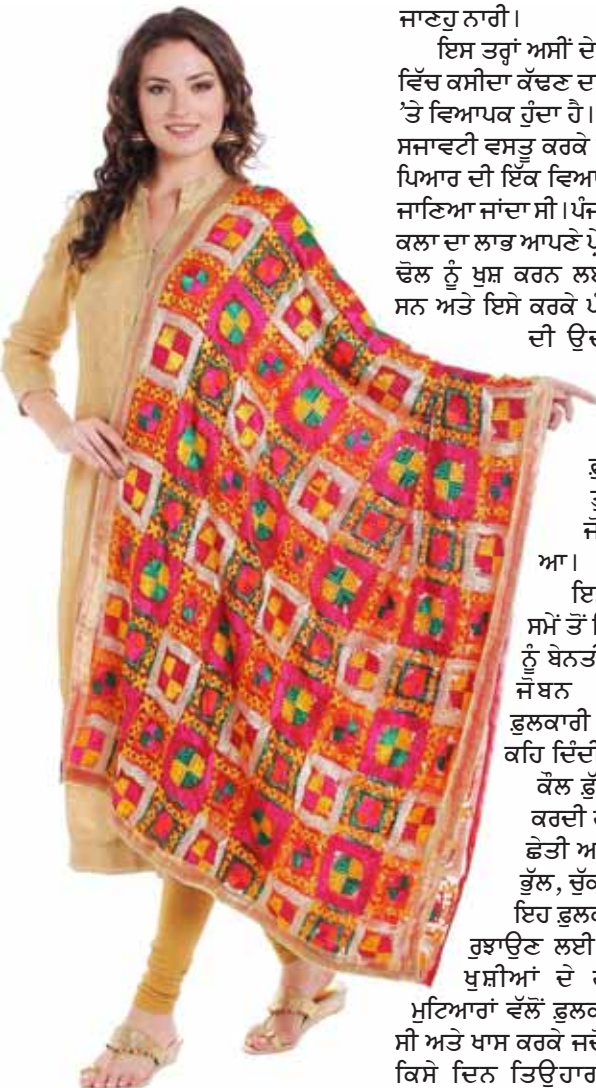 ਜਾਣਹੁ ਨਾਰੀ।
ਇਸ ਤਰ੍ਹਾਂ ਅਸੀਂ ਦੇ
ਵਿੱਚ ਕਸੀਦਾ ਕੱਢਣ ਦਾ
’ਤੇ ਵਿਆਪਕ ਹੁੰਦਾ ਹੈ।
ਸਜਾਵਟੀ ਵਸਤੂ ਕਰਕੇ
ਪਿਆਰ ਦੀ ਇੱਕ ਵਿਆ
ਜਾਣਿਆ ਜਾਂਦਾ ਸੀ।ਪੰਜ
ਕਲਾ ਦਾ ਲਾਭ ਆਪਣੇ ਪ੍ਰੇ
ਢੋਲ ਨੂੰ ਖੁਸ਼ ਕਰਨ ਲਈ
ਸਨ ਅਤੇ ਇਸੇ ਕਰਕੇ ਪੰ
ਦੀ ਉਦ
ਜੋ
ਆ।
ਇ
ਸਮੇਂ ਤੋਂ
ਨੂੰ ਬੇਨਤੀ
ਜੋਬਨ
ਫ਼ੁਲਕਾਰੀ
ਕਹਿ ਦਿੰਦੀ
ਕੌਲ ਫ਼ੁੱ
ਕਰਦੀ
ਛੇਤੀ ਅ
ਭੁੱਲ, ਚੁੱਕ
ਇਹ ਫ਼ੁਲਕ
ਰੁਝਾਉਣ ਲਈ
ਖੁਸ਼ੀਆਂ ਦੇ
ਮੁਟਿਆਰਾਂ ਵੱਲੋਂ ਫ਼ੁਲਕ
ਸੀ ਅਤੇ ਖਾਸ ਕਰਕੇ ਜਦੋਂ
ਕਿਸੇ ਦਿਨ ਤਿਉਹਾਰ